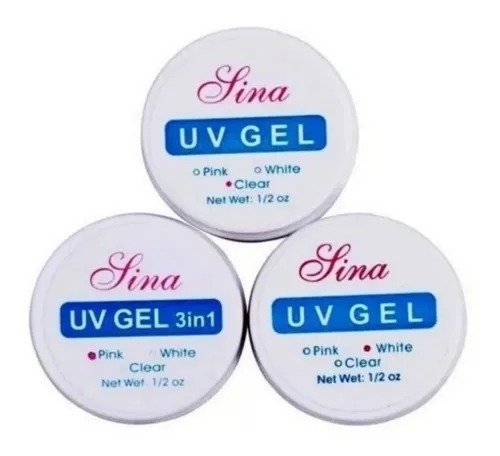 Sina
UV GEL
Pink White
Clear
Net Wet: 1/2 oz
Sina
UV GEL 3in1
Pink White
Clear
Net Wet: 1/2 oz
Sina
UV GEL
Pink White
Clear
Net Wet: 1/2 oz